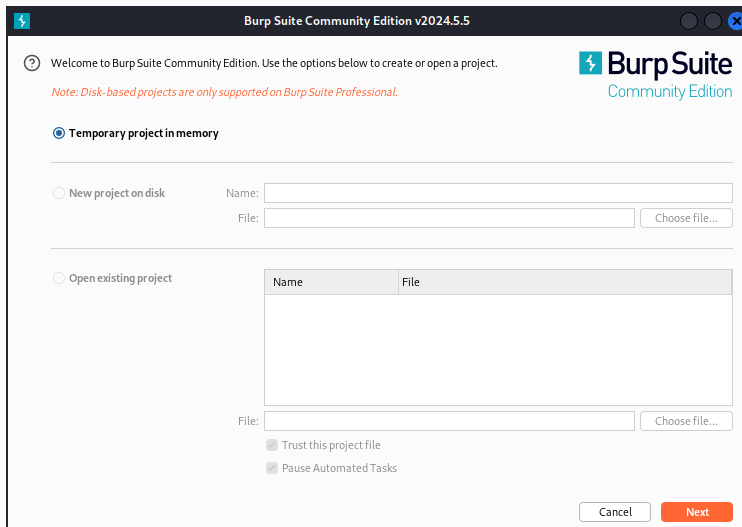 Burp Suite Community Edition v2024.5.5
Welcome to Burp Suite Community Edition. Use the options below to create or open a project.
Burp Suite
Community Edition
Note: Disk-based projects are only supported on Burp Suite Professional.
Temporary project in memory
New project on disk
Name:
File:
Choose file...
Open existing project
Name
File
File:
Choose file...
Trust this project file
Pause Automated Tasks
Cancel
Next